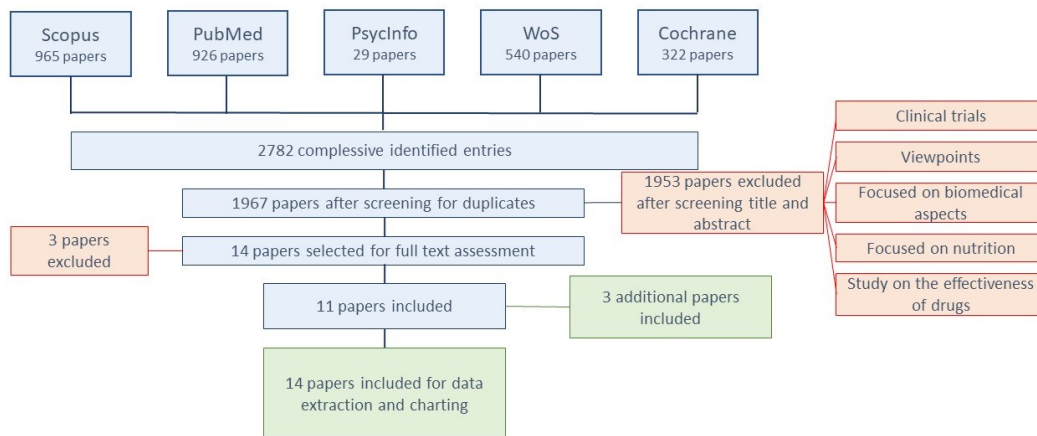 Scopus
965 papers
PubMed
926 papers
PsycInfo
29 papers
WoS
540 papers
Cochrane
322 papers
2782 complessive identified entries
1967 papers after screening for duplicates
1953 papers excluded
after screening title and
abstract
Clinical trials
Viewpoints
Focused on biomedical
aspects
Focused on nutrition
Study on the effectiveness
of drugs
3 papers
excluded
14 papers selected for full text assessment
11 papers included
3 additional papers
included
14 papers included for data
extraction and charting